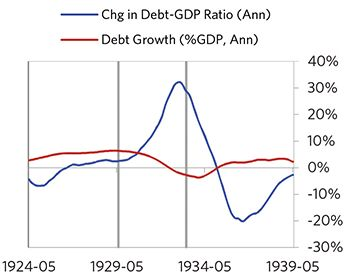 Chg in Debt-GDP Ratio (Ann)
Debt Growth (%GDP, Ann)
40%
30%
20%
10%
0%
-10%
-20%
-30%
1924-05 1929-05 1934-05 1939-05